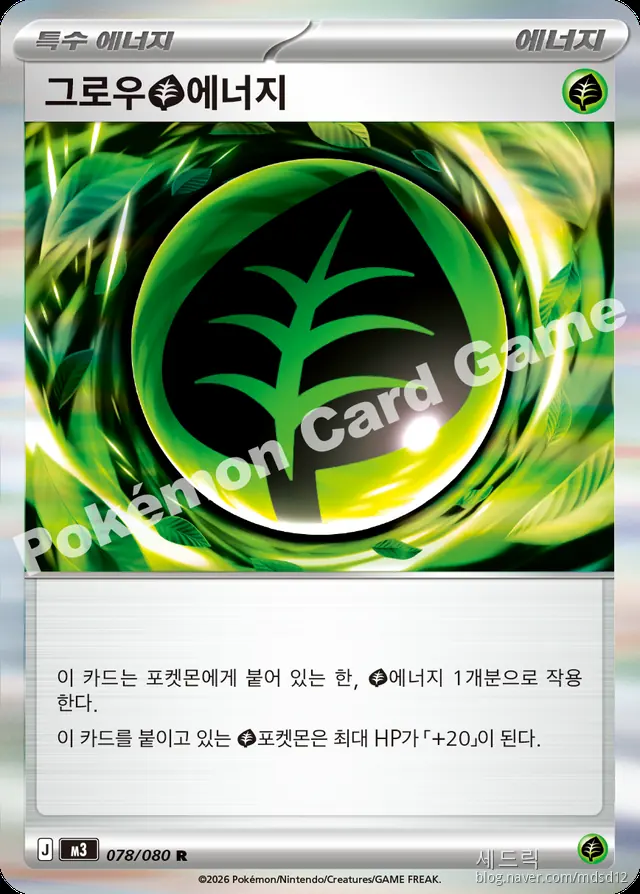 특수 에너지 에너지
그로우 에너지
Pokémon Card Game
이 카드는 포켓몬에게 붙어 있는 한, 에너지 1개분으로 작용
한다.
이 카드를 붙이고 있는 포켓몬은 최대 HP가 「+20」이 된다.
J M3 078/080 R
세드릭
blog.naver.com/mdsd12
©2026 Pokémon/Nintendo/Creatures/GAME FREAK.